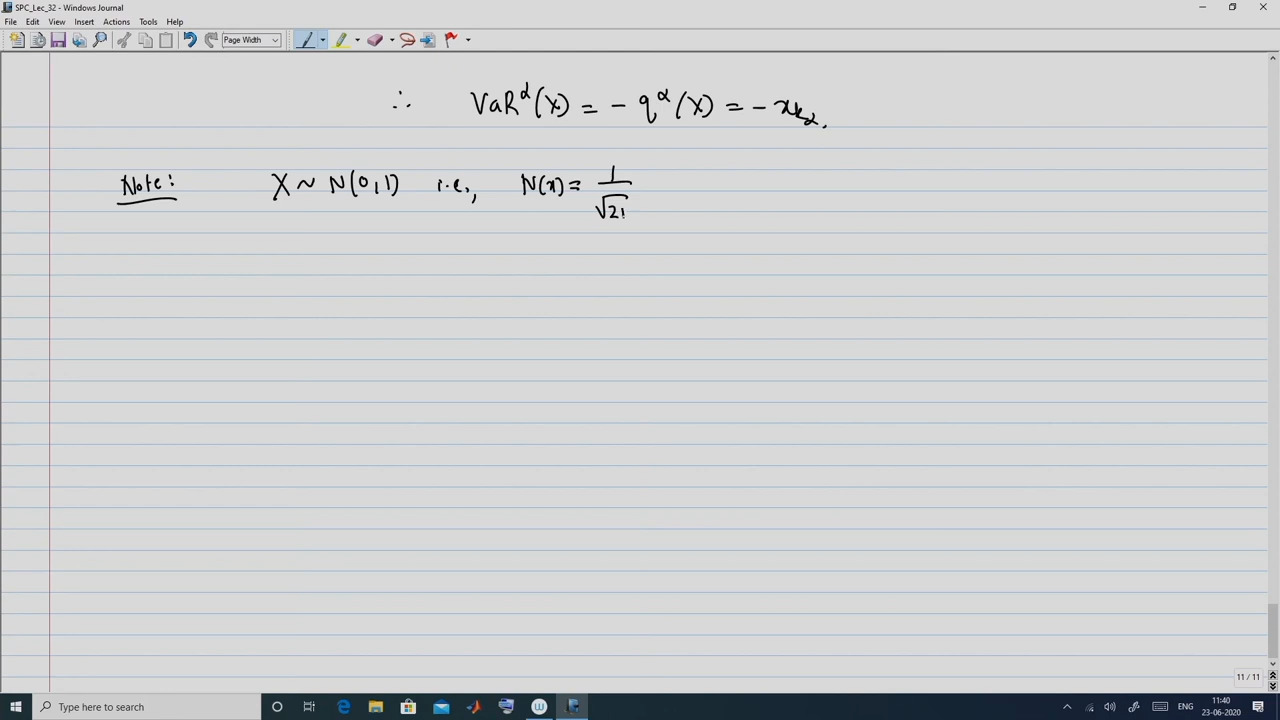 SPC_Lec_32 - Windows Journal
File Edit View Insert Actions Tools Help
Page Width
∴ VaR^α(X) = - q^α(X) = - x_{k_α}.
Note: X ~ N(0,1) i.e., N(x) = 1/√2
11 / 11
Type here to search
11:40
23-06-2020